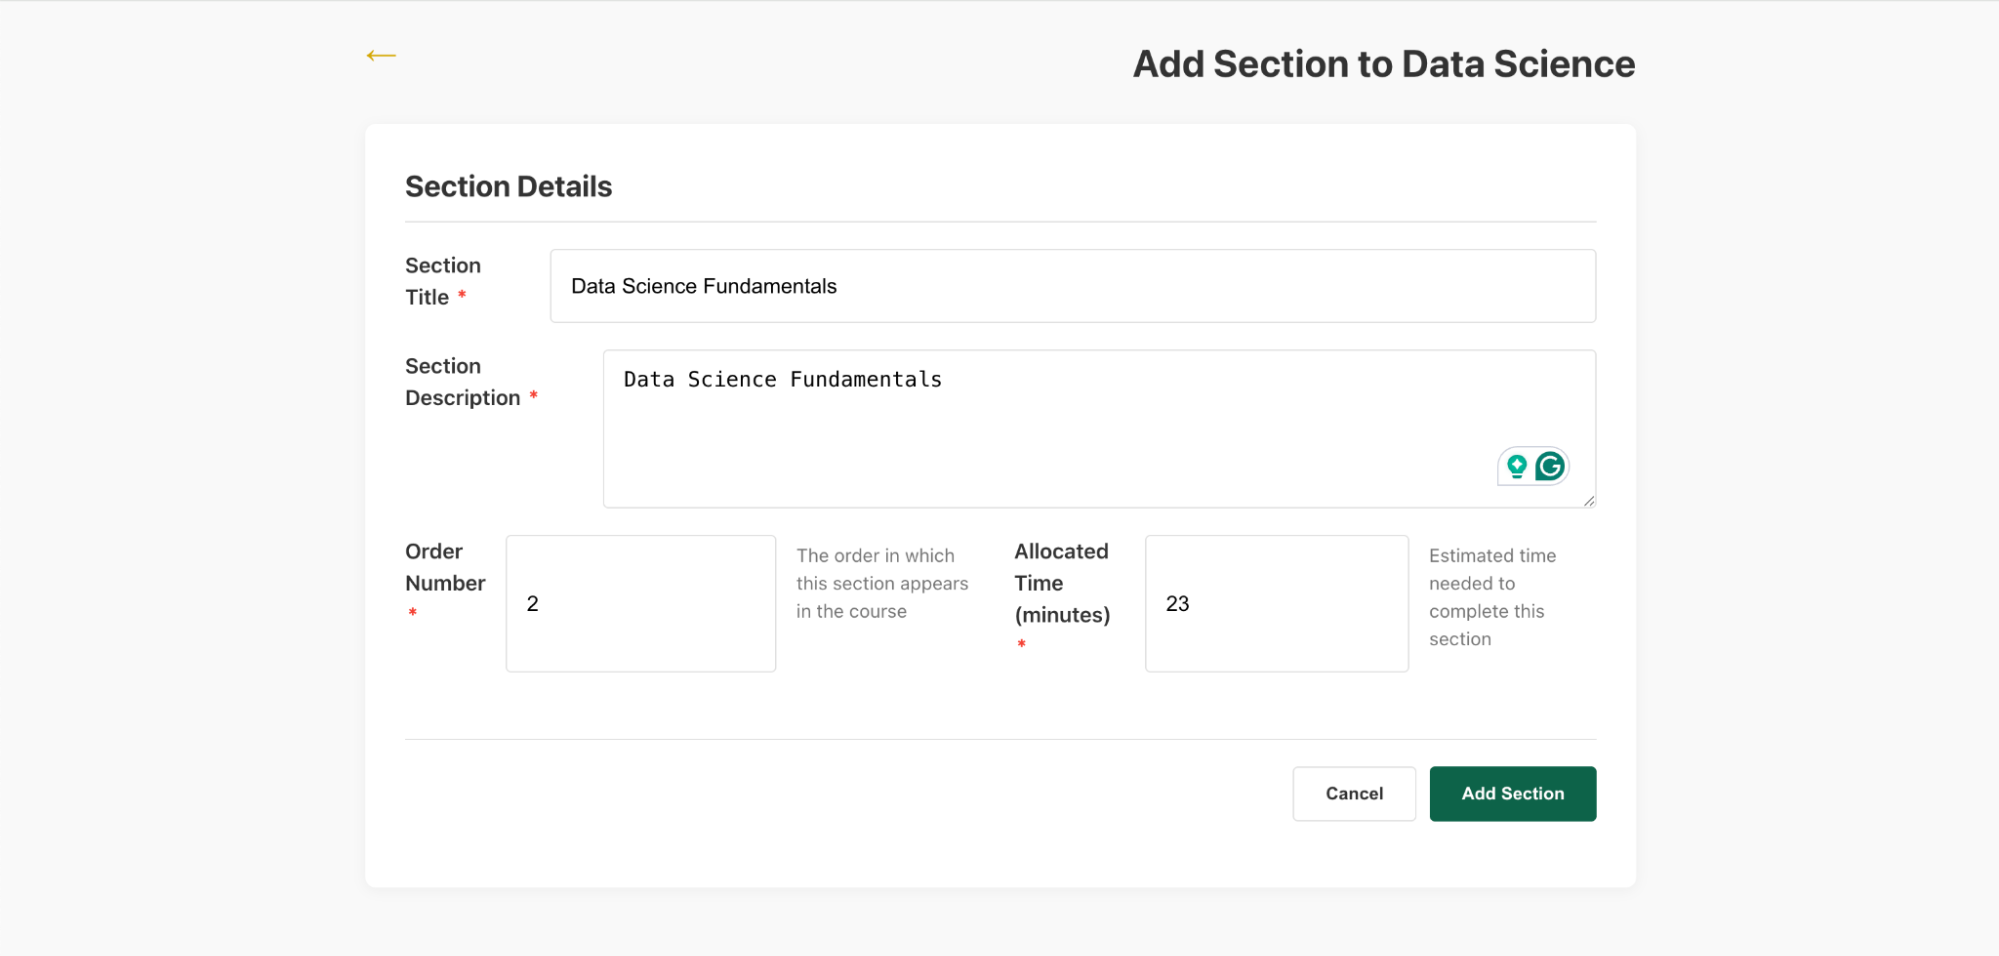 Add Section to Data Science
Section Details
Section
Title *
Data Science Fundamentals
Section
Description *
Data Science Fundamentals
Order
Number
*
2
The order in which
this section appears
in the course
Allocated
Time
(minutes)
*
23
Estimated time
needed to
complete this
section
Cancel
Add Section